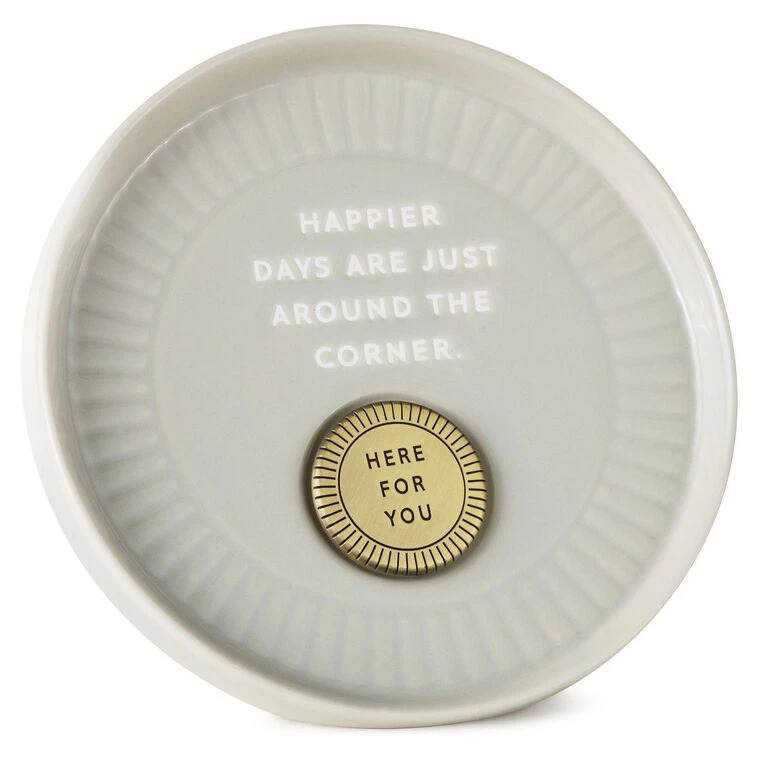 HAPPIER
DAYS ARE JUST
AROUND THE
CORNER.
HERE
FOR
YOU